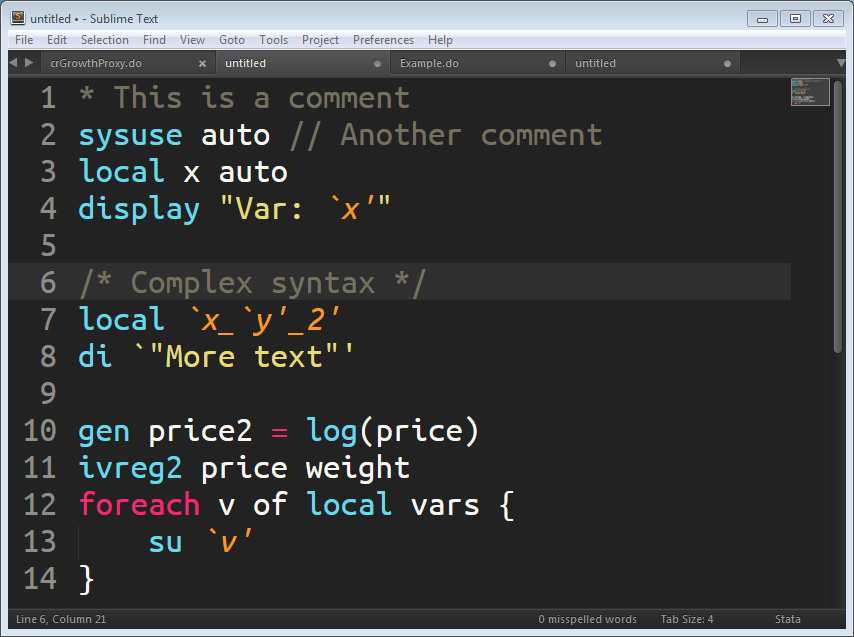 untitled • - Sublime Text
File Edit Selection Find View Goto Tools Project Preferences Help
crGrowthProxy.do untitled Example.do untitled
1 * This is a comment
2 sysuse auto // Another comment
3 local x auto
4 display "Var: `x'"
5
6 /* Complex syntax */
7 local `x_`y'_2'
8 di `"More text"'
9
10 gen price2 = log(price)
11 ivreg2 price weight
12 foreach v of local vars {
13 su `v'
14 }
Line 6, Column 21 0 misspelled words Tab Size: 4 Stata